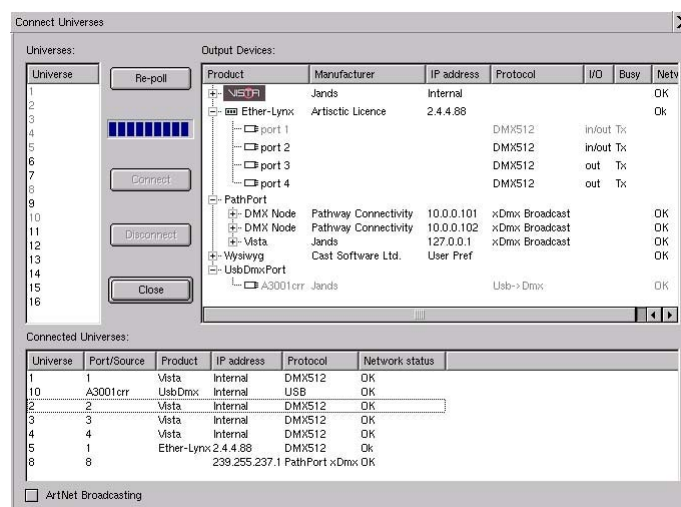 Connect Universes
Universes:
Output Devices:
Universe
1
2
3
4
5
6
7
8
9
10
11
12
13
14
15
16
Re-poll
Connect
Disconnect
Close
Product Manufacturer IP address Protocol I/O Busy Netw
VISTA Jands Internal OK
Ether-Lynx Artisctic Licence 2.4.4.88 Ok
port 1 DMX512 in/out Tx
port 2 DMX512 in/out Tx
port 3 DMX512 out Tx
port 4 DMX512 out Tx
PathPort
DMX Node Pathway Connectivity 10.0.0.101 xDmx Broadcast OK
DMX Node Pathway Connectivity 10.0.0.102 xDmx Broadcast OK
Vista Jands 127.0.0.1 xDmx Broadcast OK
Wysiwyg Cast Software Ltd. User Pref OK
UsbDmxPort
A3001crr Jands Usb->Dmx OK
Connected Universes:
Universe Port/Source Product IP address Protocol Network status
1 1 Vista Internal DMX512 OK
10 A3001crr UsbDmx Internal USB OK
2 2 Vista Internal DMX512 OK
3 3 Vista Internal DMX512 OK
4 4 Vista Internal DMX512 OK
5 1 Ether-Lynx 2.4.4.88 DMX512 Ok
8 8 239.255.237.1 PathPort xDmx OK
ArtNet Broadcasting